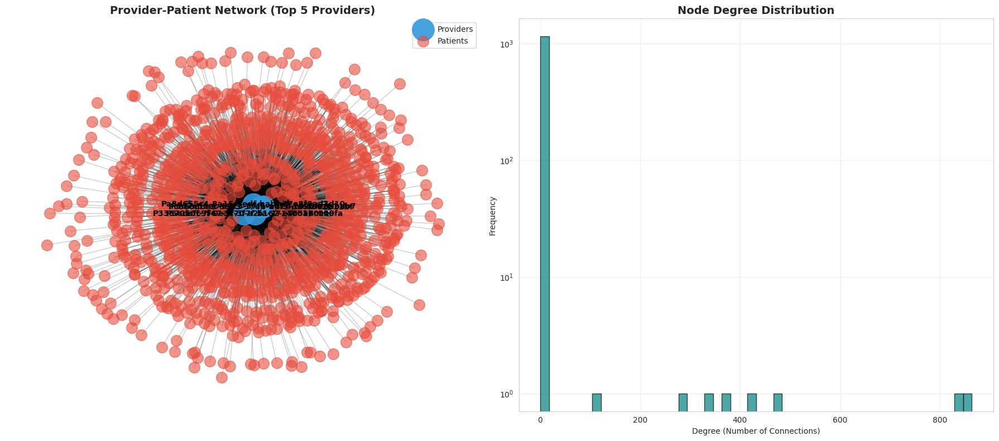 Provider-Patient Network (Top 5 Providers)
Providers
Patients
Node Degree Distribution
10³
10²
10¹
10⁰
Frequency
0
200
400
600
800
Degree (Number of Connections)